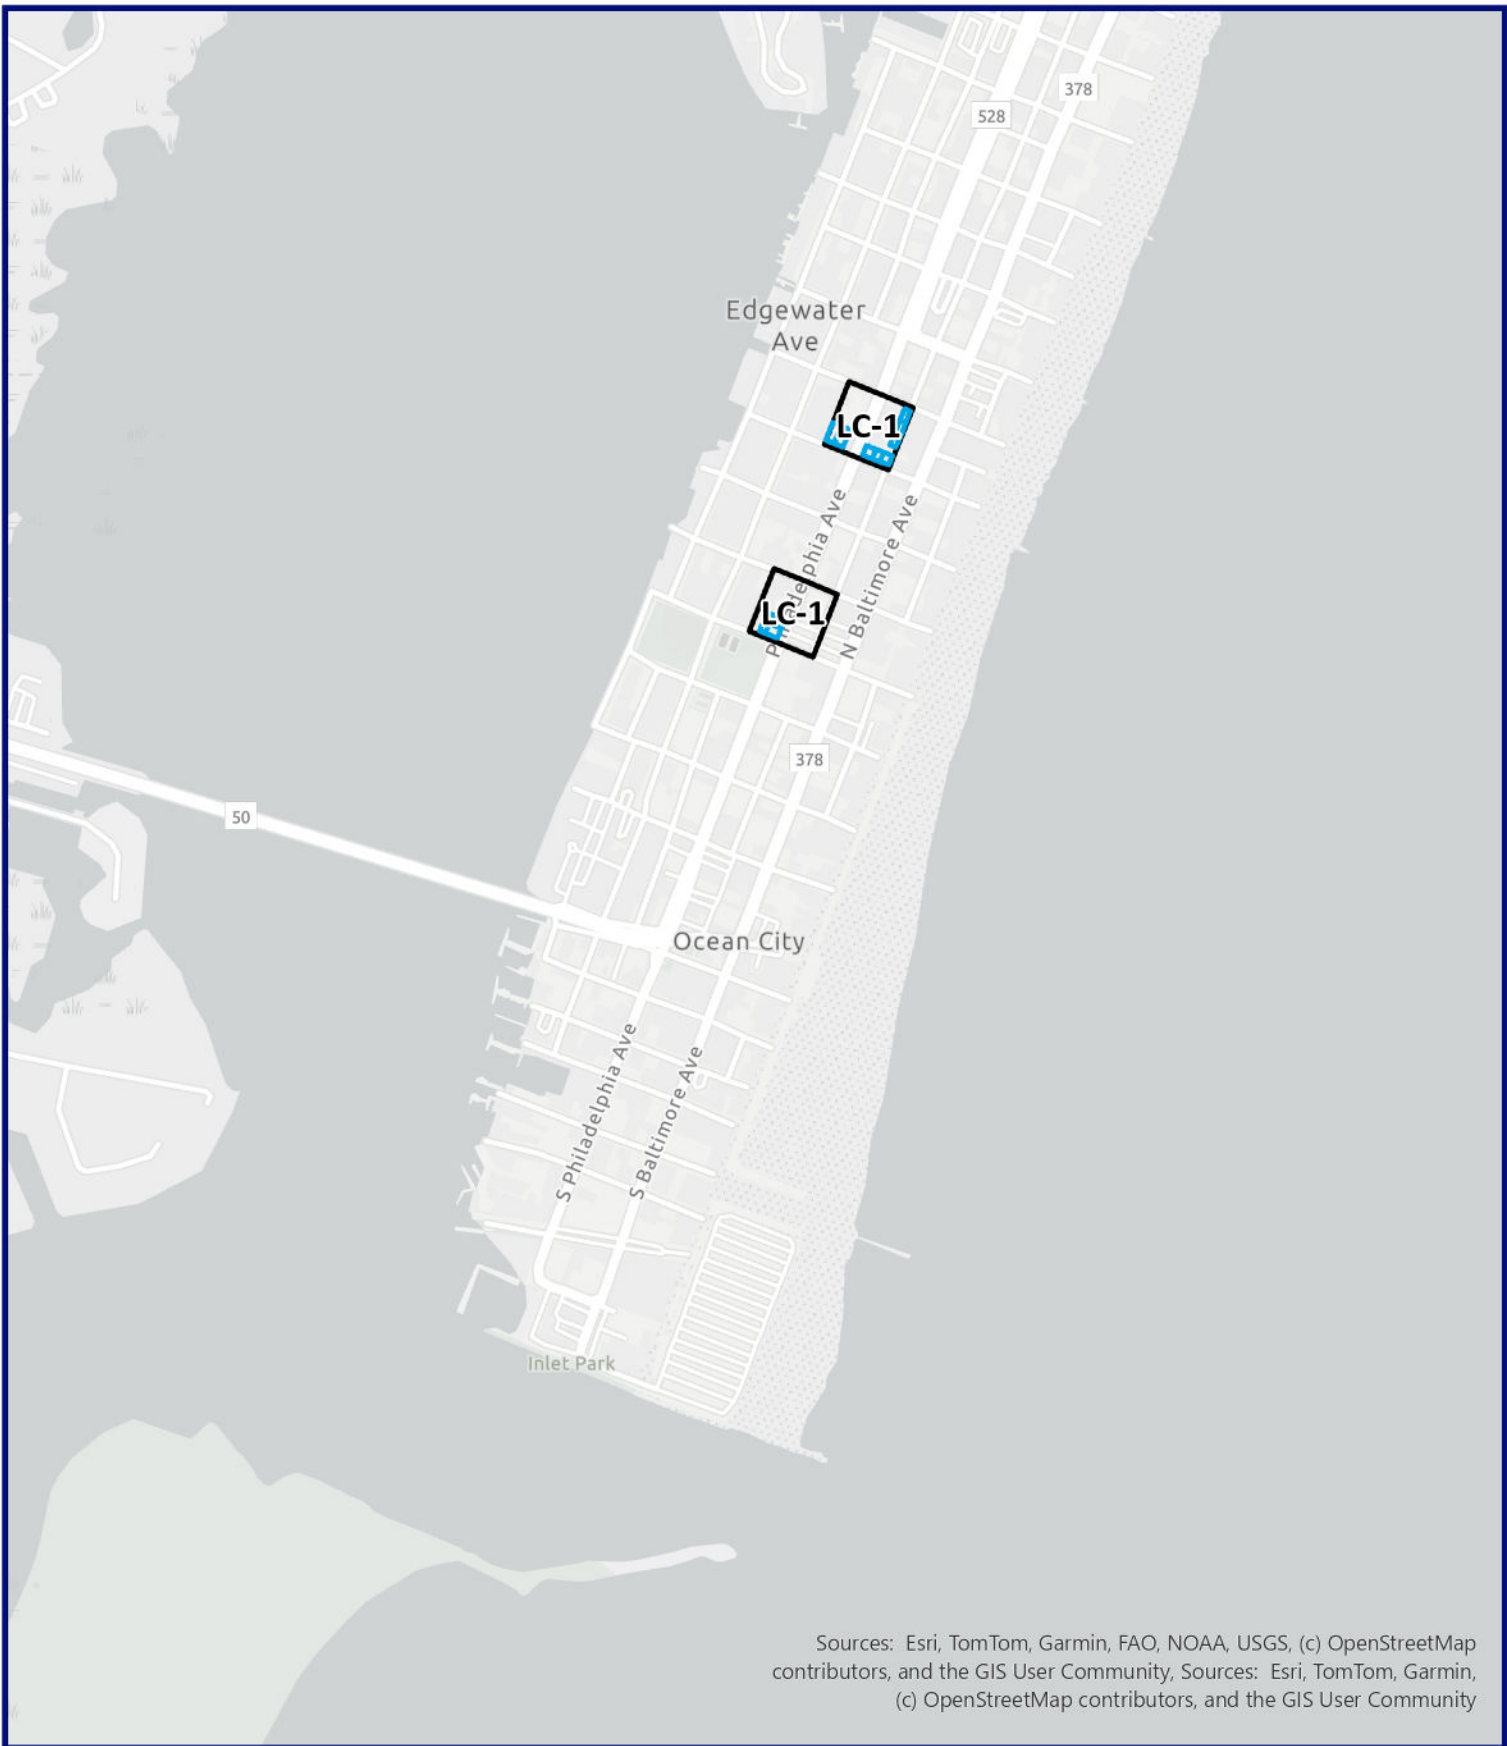 378
528
Edgewater
Ave
LC-1
Philadelphia Ave
N Baltimore Ave
LC-1
378
50
Ocean City
S Philadelphia Ave
S Baltimore Ave
Inlet Park
Sources: Esri, TomTom, Garmin, FAO, NOAA, USGS, (c) OpenStreetMap
contributors, and the GIS User Community, Sources: Esri, TomTom, Garmin,
(c) OpenStreetMap contributors, and the GIS User Community